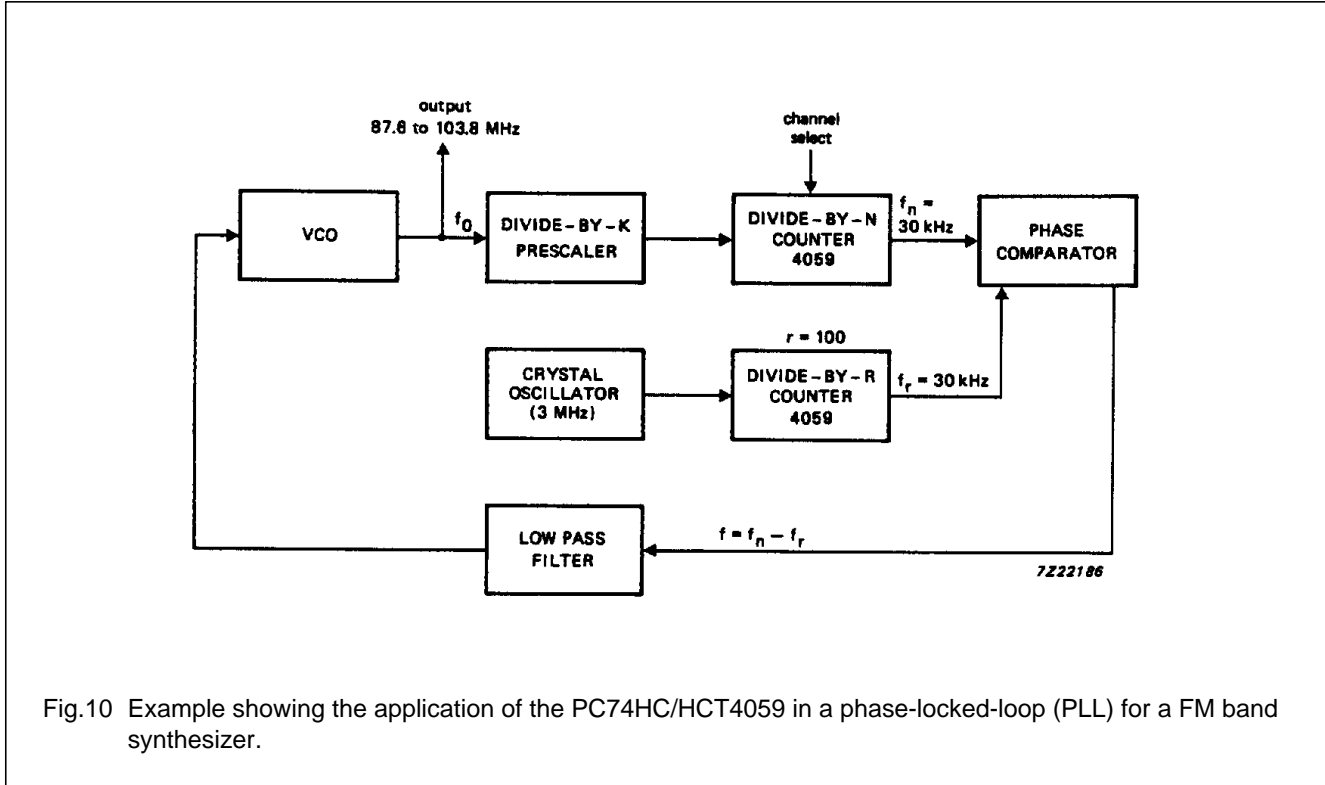 output
87.6 to 103.8 MHz
channel
select
VCO
f0
DIVIDE-BY-K
PRESCALER
DIVIDE-BY-N
COUNTER
4059
fn =
30 kHz
PHASE
COMPARATOR
CRYSTAL
OSCILLATOR
(3 MHz)
r = 100
DIVIDE-BY-R
COUNTER
4059
fr = 30 kHz
LOW PASS
FILTER
f = fn - fr
7Z22186
Fig.10 Example showing the application of the PC74HC/HCT4059 in a phase-locked-loop (PLL) for a FM band
synthesizer.